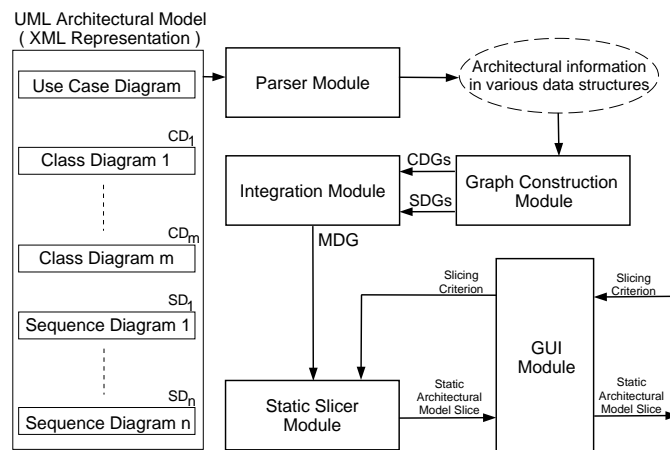 UML Architectural Model
( XML Representation )
Use Case Diagram
CD1
Class Diagram 1
CDm
Class Diagram m
SD1
Sequence Diagram 1
SDn
Sequence Diagram n
Parser Module
Architectural information
in various data structures
CDGs
SDGs
Integration Module
Graph Construction
Module
MDG
Slicing
Criterion
Slicing
Criterion
GUI
Module
Static Slicer
Module
Static
Architectural
Model Slice
Static
Architectural
Model Slice